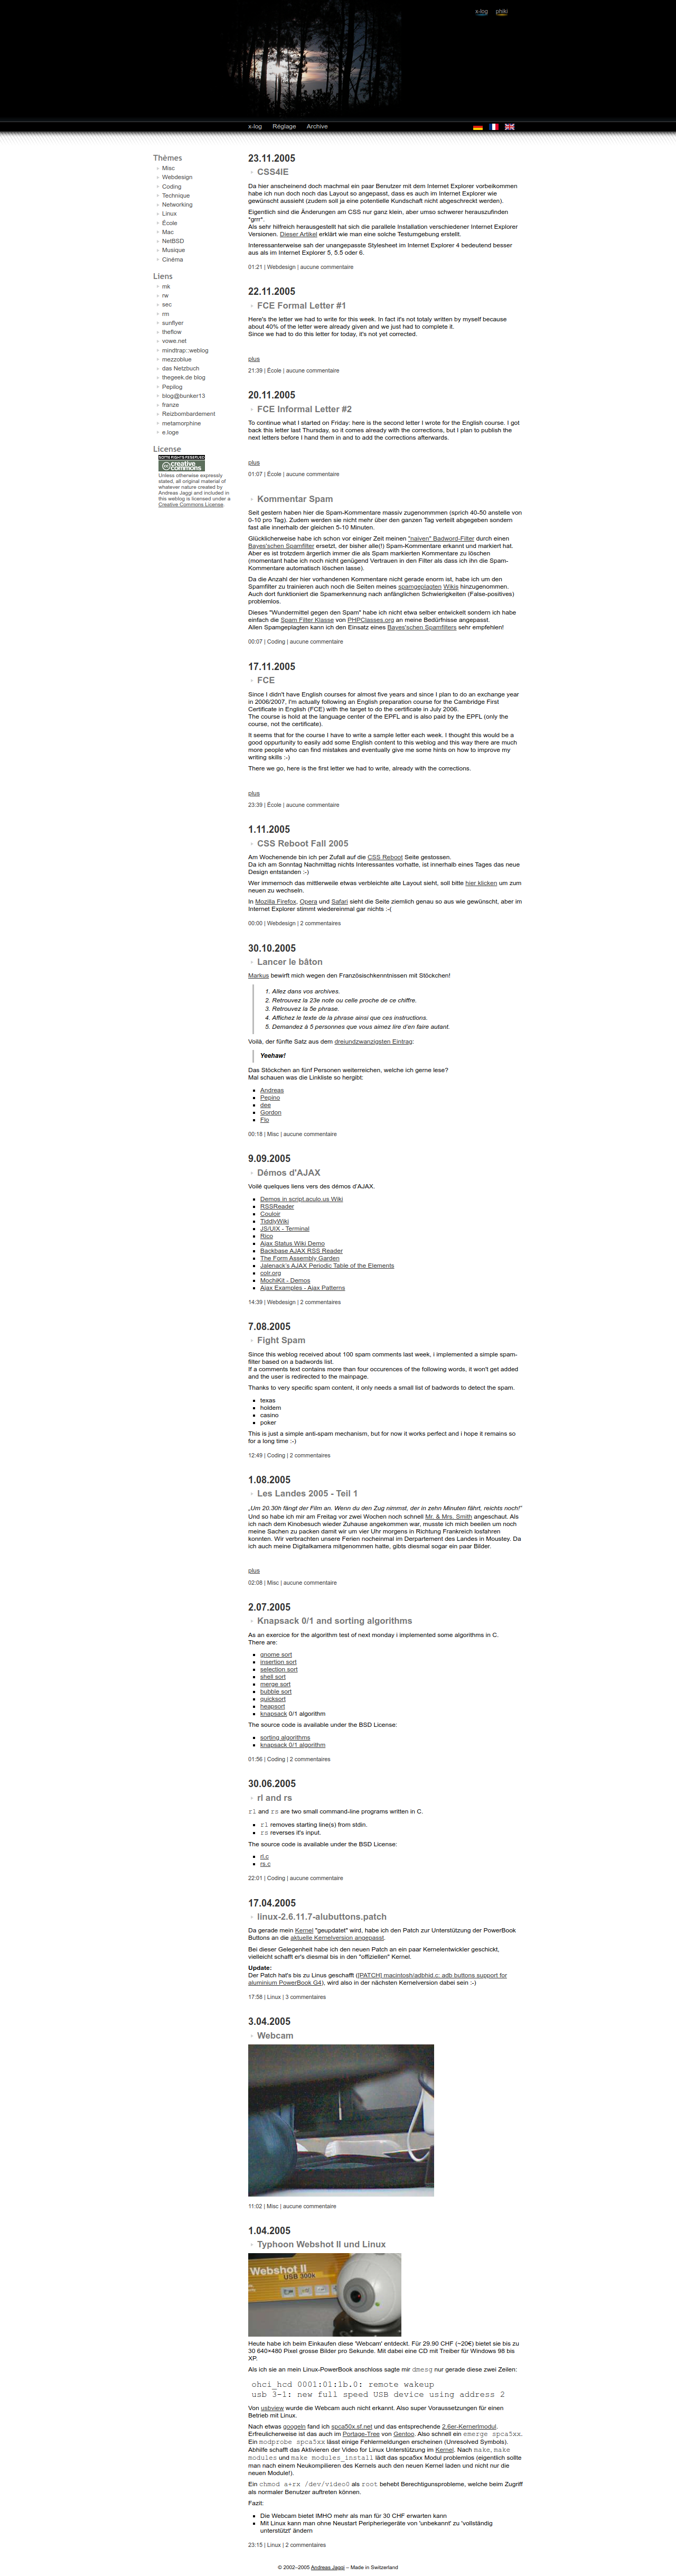 x-log phiki
x-log Réglage Archive
Thèmes
Misc
Webdesign
Coding
Technique
Networking
Linux
École
Mac
NetBSD
Musique
Cinéma
Liens
mk
rw
sec
rm
sunflyer
theflow
vowe.net
mindtrap::weblog
mezzoblue
das Netzbuch
thegeek.de blog
Pepilog
blog@bunker13
franze
Reizbombardement
metamorphine
e.loge
License
SOME RIGHTS RESERVED
creative commons
Unless otherwise expressly
stated, all original material of
whatever nature created by
Andreas Jaggi and included in
this weblog is licensed under a
Creative Commons License.
23.11.2005
CSS4IE
Da hier anscheinend doch machmal ein paar Benutzer mit dem Internet Explorer vorbeikommen
habe ich nun doch noch das Layout so angepasst, dass es auch im Internet Explorer wie
gewünscht aussieht (zudem soll ja eine potentielle Kundschaft nicht abgeschreckt werden).
Eigentlich sind die Änderungen am CSS nur ganz klein, aber umso schwerer herauszufinden
*grrr*.
Als sehr hilfreich herausgestellt hat sich die parallele Installation verschiedener Internet Explorer
Versionen. Dieser Artikel erklärt wie man eine solche Testumgebung erstellt.
Interessanterweise sah der unangepasste Stylesheet im Internet Explorer 4 bedeutend besser
aus als im Internet Explorer 5, 5.5 oder 6.
01:21 | Webdesign | aucune commentaire
22.11.2005
FCE Formal Letter #1
Here's the letter we had to write for this week. In fact it's not totaly written by myself because
about 40% of the letter were already given and we just had to complete it.
Since we had to do this letter for today, it's not yet corrected.
plus
21:39 | École | aucune commentaire
20.11.2005
FCE Informal Letter #2
To continue what I started on Friday: here is the second letter I wrote for the English course. I got
back this letter last Thursday, so it comes already with the corrections, but I plan to publish the
next letters before I hand them in and to add the corrections afterwards.
plus
01:07 | École | aucune commentaire
Kommentar Spam
Seit gestern haben hier die Spam-Kommentare massiv zugenommen (sprich 40-50 anstelle von
0-10 pro Tag). Zudem werden sie nicht mehr über den ganzen Tag verteilt abgegeben sondern
fast alle innerhalb der gleichen 5-10 Minuten.
Glücklicherweise habe ich schon vor einiger Zeit meinen "naiven" Badword-Filter durch einen
Bayes'schen Spamfilter ersetzt, der bisher alle(!) Spam-Kommentare erkannt und markiert hat.
Aber es ist trotzdem ärgerlich immer die als Spam markierten Kommentare zu löschen
(momentant habe ich noch nicht genügend Vertrauen in den Filter als dass ich ihn die Spam-
Kommentare automatisch löschen lasse).
Da die Anzahl der hier vorhandenen Kommentare nicht gerade enorm ist, habe ich um den
Spamfilter zu trainieren auch noch die Seiten meines spamgeplagten Wikis hinzugenommen.
Auch dort funktioniert die Spamerkennung nach anfänglichen Schwierigkeiten (False-positives)
problemlos.
Dieses "Wundermittel gegen den Spam" habe ich nicht etwa selber entwickelt sondern ich habe
einfach die Spam Filter Klasse von PHPClasses.org an meine Bedürfnisse angepasst.
Allen Spamgeplagten kann ich den Einsatz eines Bayes'schen Spamfilters sehr empfehlen!
00:07 | Coding | aucune commentaire
17.11.2005
FCE
Since I didn't have English courses for almost five years and since I plan to do an exchange year
in 2006/2007, I'm actually following an English preparation course for the Cambridge First
Certificate in English (FCE) with the target to do the certificate in July 2006.
The course is hold at the language center of the EPFL and is also paid by the EPFL (only the
course, not the certificate).
It seems that for the course I have to write a sample letter each week. I thought this would be a
good oppurtunity to easily add some English content to this weblog and this way there are much
more people who can find mistakes and eventually give me some hints on how to improve my
writing skills :-)
There we go, here is the first letter we had to write, already with the corrections.
plus
23:39 | École | aucune commentaire
1.11.2005
CSS Reboot Fall 2005
Am Wochenende bin ich per Zufall auf die CSS Reboot Seite gestossen.
Da ich am Sonntag Nachmittag nichts Interessantes vorhatte, ist innerhalb eines Tages das neue
Design entstanden :-)
Wer immernoch das mittlerweile etwas verbleichte alte Layout sieht, soll bitte hier klicken um zum
neuen zu wechseln.
In Mozilla Firefox, Opera und Safari sieht die Seite ziemlich genau so aus wie gewünscht, aber im
Internet Explorer stimmt wiedereinmal gar nichts :-(
00:00 | Webdesign | 2 commentaires
30.10.2005
Lancer le bâton
Markus bewirft mich wegen den Französischkenntnissen mit Stöckchen!
1. Allez dans vos archives.
2. Retrouvez la 23e note ou celle proche de ce chiffre.
3. Retrouvez la 5e phrase.
4. Affichez le texte de la phrase ainsi que ces instructions.
5. Demandez à 5 personnes que vous aimez lire d'en faire autant.
Voilà, der fünfte Satz aus dem dreiundzwanzigsten Eintrag:
Yeehaw!
Das Stöckchen an fünf Personen weiterreichen, welche ich gerne lese?
Mal schauen was die Linkliste so hergibt:
Andreas
Pepino
dee
Gordon
Flo
00:18 | Misc | aucune commentaire
9.09.2005
Démos d'AJAX
Voilé quelques liens vers des démos d'AJAX.
Demos in script.aculo.us Wiki
RSSReader
Couloir
TiddlyWiki
JS/UIX - Terminal
Rico
Ajax Status Wiki Demo
Backbase AJAX RSS Reader
The Form Assembly Garden
Jalenack's AJAX Periodic Table of the Elements
colr.org
MochiKit - Demos
Ajax Examples - Ajax Patterns
14:39 | Webdesign | 2 commentaires
7.08.2005
Fight Spam
Since this weblog received about 100 spam comments last week, i implemented a simple spam-
filter based on a badwords list.
If a comments text contains more than four occurences of the following words, it won't get added
and the user is redirected to the mainpage.
Thanks to very specific spam content, it only needs a small list of badwords to detect the spam.
texas
holdem
casino
poker
This is just a simple anti-spam mechanism, but for now it works perfect and i hope it remains so
for a long time :-)
12:49 | Coding | 2 commentaires
1.08.2005
Les Landes 2005 - Teil 1
„Um 20.30h fängt der Film an. Wenn du den Zug nimmst, der in zehn Minuten fährt, reichts noch!"
Und so habe ich mir am Freitag vor zwei Wochen noch schnell Mr. & Mrs. Smith angeschaut. Als
ich nach dem Kinobesuch wieder Zuhause angekommen war, musste ich mich beeilen um noch
meine Sachen zu packen damit wir um vier Uhr morgens in Richtung Frankreich losfahren
konnten. Wir verbrachten unsere Ferien nocheinmal im Derpartement des Landes in Moustey. Da
ich auch meine Digitalkamera mitgenommen hatte, gibts diesmal sogar ein paar Bilder.
plus
02:08 | Misc | aucune commentaire
2.07.2005
Knapsack 0/1 and sorting algorithms
As an exercice for the algorithm test of next monday i implemented some algorithms in C.
There are:
gnome sort
insertion sort
selection sort
shell sort
merge sort
bubble sort
quicksort
heapsort
knapsack 0/1 algorithm
The source code is available under the BSD License:
sorting algorithms
knapsack 0/1 algorithm
01:56 | Coding | 2 commentaires
30.06.2005
rl and rs
rl and rs are two small command-line programs written in C.
rl removes starting line(s) from stdin.
rs reverses it's input.
The source code is available under the BSD License:
rl.c
rs.c
22:01 | Coding | aucune commentaire
17.04.2005
linux-2.6.11.7-alubuttons.patch
Da gerade mein Kernel "geupdatet" wird, habe ich den Patch zur Unterstützung der PowerBook
Buttons an die aktuelle Kernelversion angepasst.
Bei dieser Gelegenheit habe ich den neuen Patch an ein paar Kernelentwickler geschickt,
vielleicht schafft er's diesmal bis in den "offiziellen" Kernel.
Update:
Der Patch hat's bis zu Linus geschafft ([PATCH] macintosh/adbhid.c: adb buttons support for
aluminium PowerBook G4), wird also in der nächsten Kernelversion dabei sein :-)
17:58 | Linux | 3 commentaires
3.04.2005
Webcam
11:02 | Misc | aucune commentaire
1.04.2005
Typhoon Webshot II und Linux
Webshot II
USB 300k
Heute habe ich beim Einkaufen diese 'Webcam' entdeckt. Für 29.90 CHF (~20€) bietet sie bis zu
30 640×480 Pixel grosse Bilder pro Sekunde. Mit dabei eine CD mit Treiber für Windows 98 bis
XP.
Als ich sie an mein Linux-PowerBook anschloss sagte mir dmesg nur gerade diese zwei Zeilen:
ohci_hcd 0001:01:1b.0: remote wakeup
usb 3-1: new full speed USB device using address 2
Von usbview wurde die Webcam auch nicht erkannt. Also super Voraussetzungen für einen
Betrieb mit Linux.
Nach etwas googeln fand ich spca50x.sf.net und das entsprechende 2.6er-Kernerlmodul.
Erfreulicherweise ist das auch im Portage-Tree von Gentoo. Also schnell ein emerge spca5xx.
Ein modprobe spca5xx lässt einige Fehlermeldungen erscheinen (Unresolved Symbols).
Abhilfe schafft das Aktivieren der Video for Linux Unterstützung im Kernel. Nach make, make
modules und make modules_install lädt das spca5xx Modul problemlos (eigentlich sollte
man nach einem Neukompilieren des Kernels auch den neuen Kernel laden und nicht nur die
neuen Module!).
Ein chmod a+rx /dev/video0 als root behebt Berechtigunsprobleme, welche beim Zugriff
als normaler Benutzer auftreten können.
Fazit:
Die Webcam bietet IMHO mehr als man für 30 CHF erwarten kann
Mit Linux kann man ohne Neustart Peripheriegeräte von 'unbekannt' zu 'vollständig
unterstützt' ändern
23:15 | Linux | 2 commentaires
© 2002–2005 Andreas Jaggi – Made in Switzerland